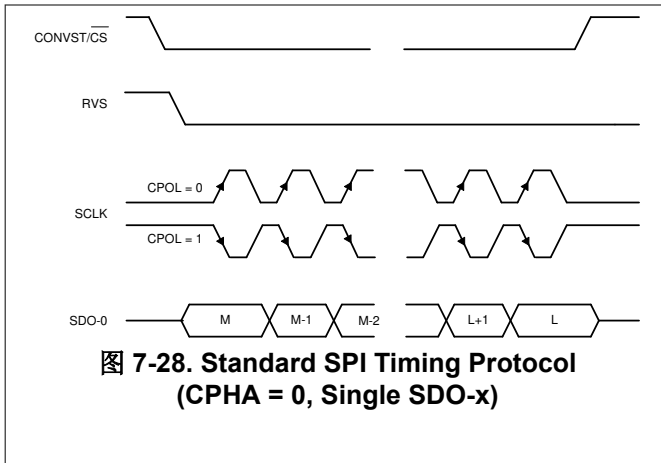 CONVST/CS
RVS
CPOL = 0
SCLK
CPOL = 1
SDO-0 M M-1 M-2 L+1 L
图 7-28. Standard SPI Timing Protocol
(CPHA = 0, Single SDO-x)